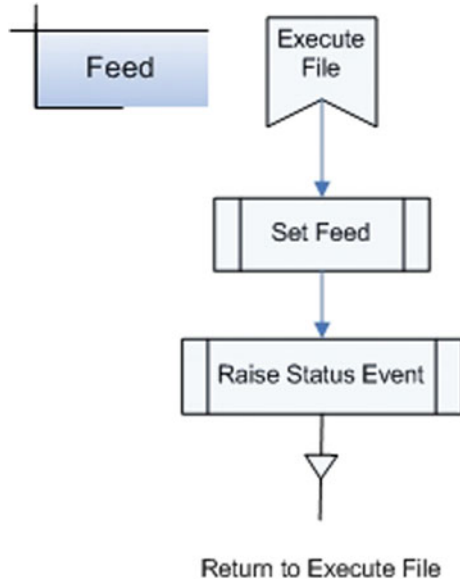 Feed
Execute
File
Set Feed
Raise Status Event
Return to Execute File